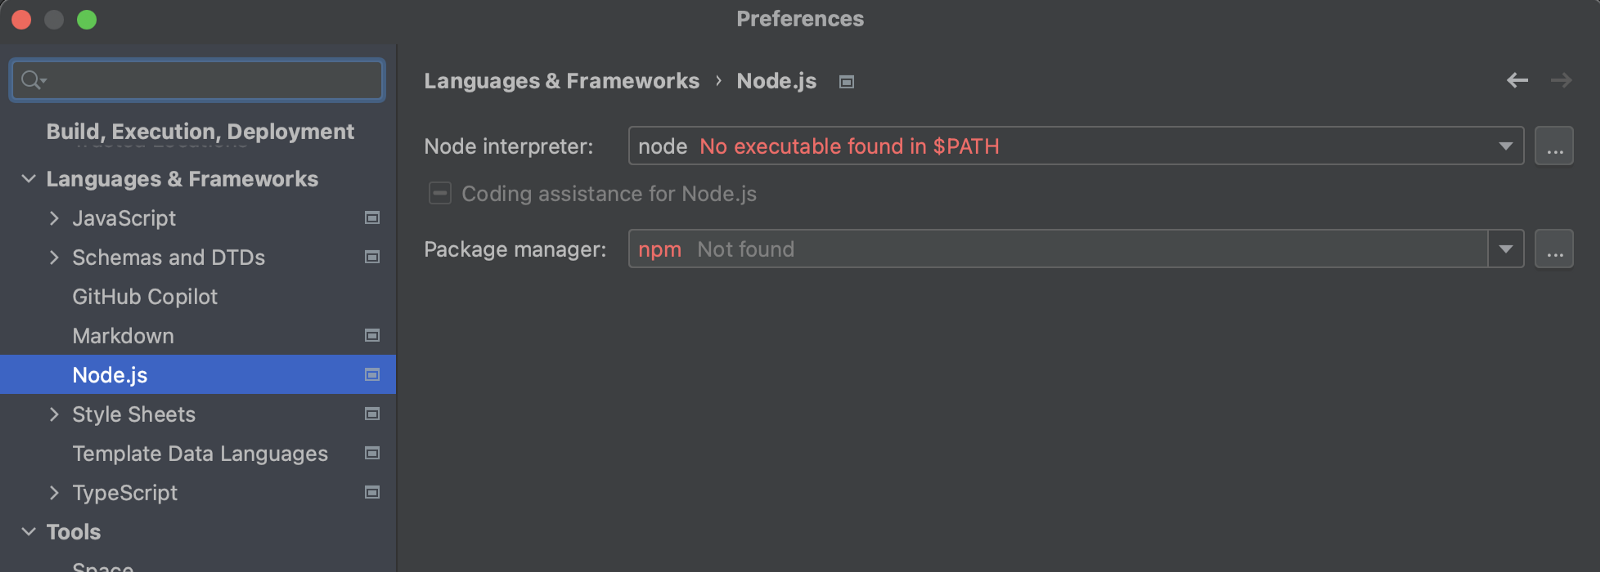 Preferences
Build, Execution, Deployment
Languages & Frameworks
JavaScript
Schemas and DTDs
GitHub Copilot
Markdown
Node.js
Style Sheets
Template Data Languages
TypeScript
Tools
Space
Languages & Frameworks › Node.js
Node interpreter: node No executable found in $PATH ...
Coding assistance for Node.js
Package manager: npm Not found ...